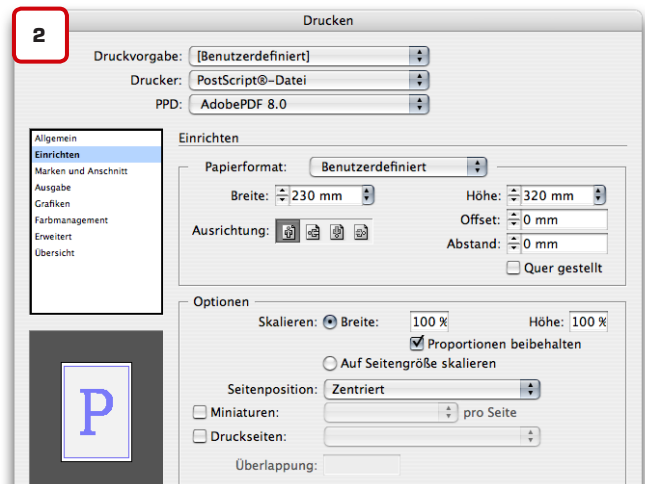 Drucken
2
Druckvorgabe: [Benutzerdefiniert]
Drucker: PostScript®-Datei
PPD: AdobePDF 8.0
Allgemein
Einrichten
Marken und Anschnitt
Ausgabe
Grafiken
Farbmanagement
Erweitert
Übersicht
Einrichten
Papierformat: Benutzerdefiniert
Breite: 230 mm Höhe: 320 mm
Offset: 0 mm
Ausrichtung:
Abstand: 0 mm
Quer gestellt
Optionen
Skalieren: Breite: 100 % Höhe: 100 %
Proportionen beibehalten
Auf Seitengröße skalieren
Seitenposition: Zentriert
Miniaturen: pro Seite
Druckseiten:
Überlappung:
P